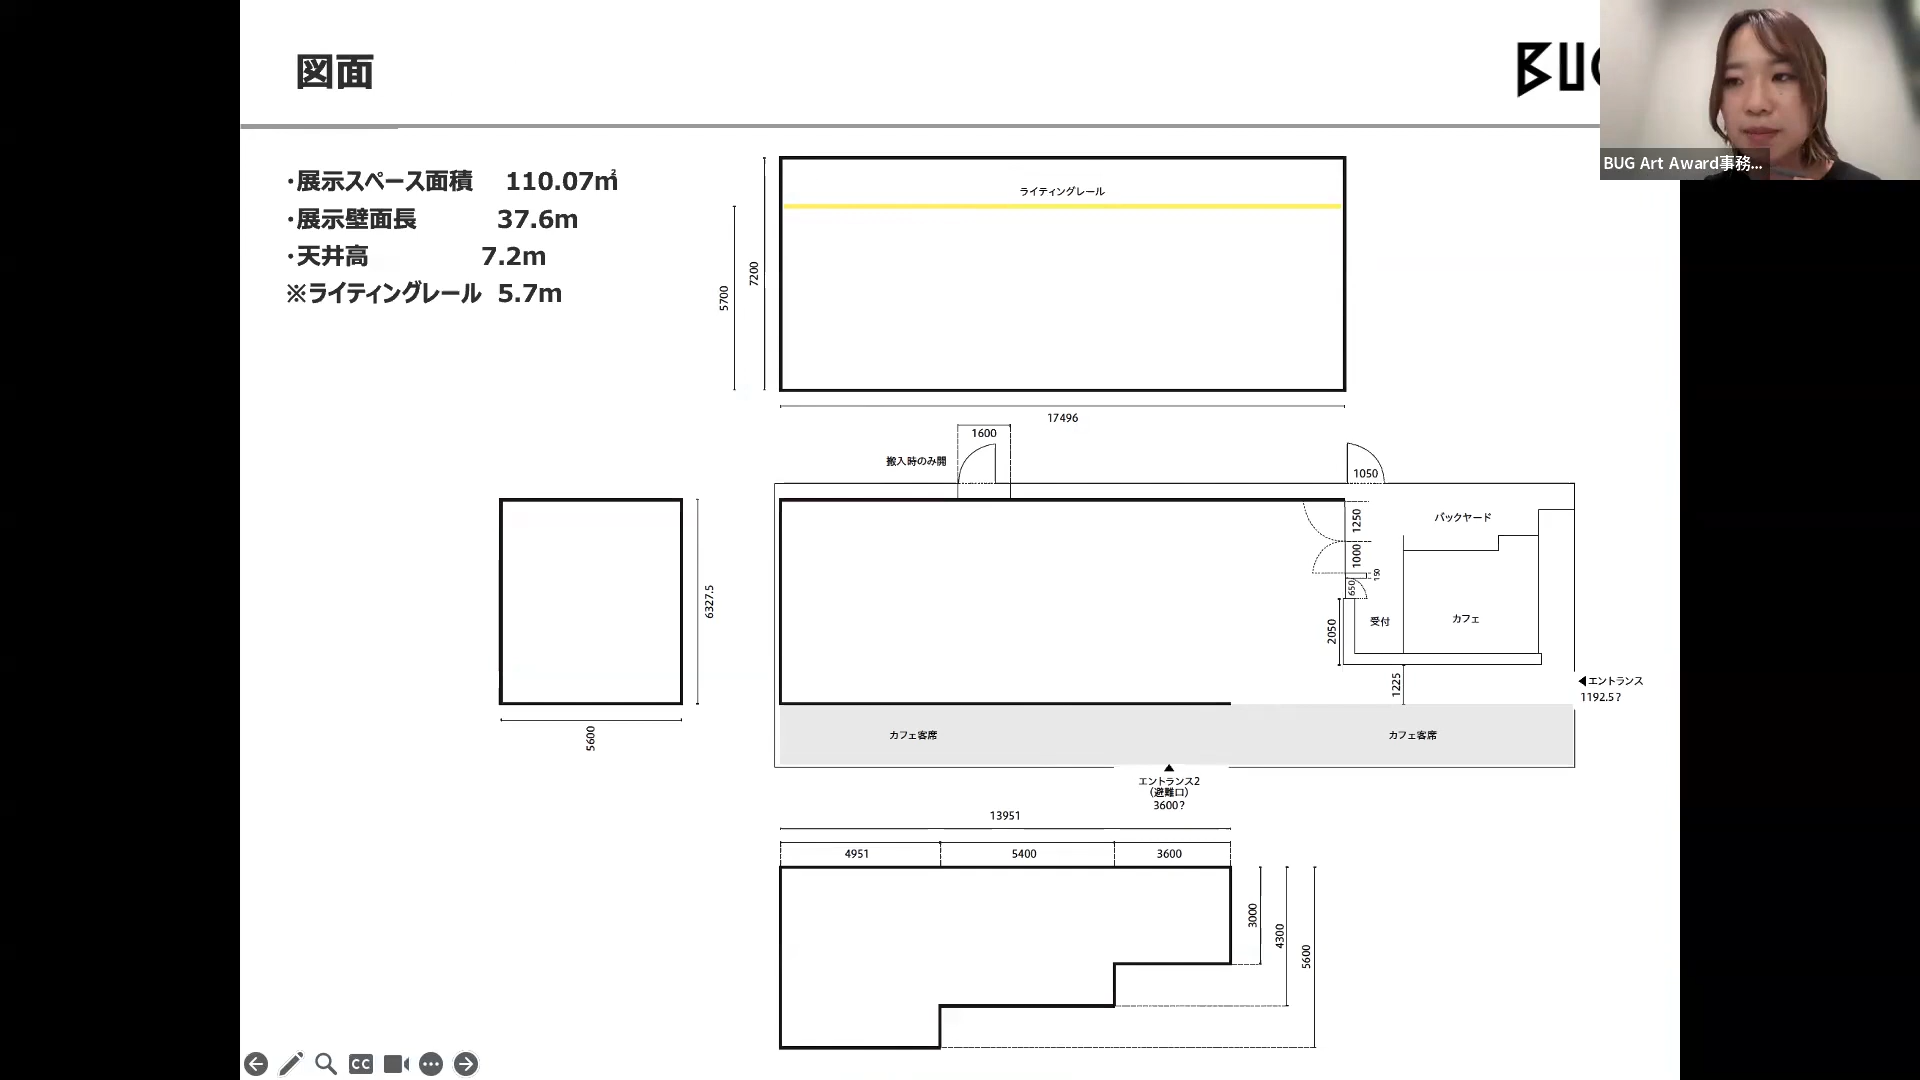 図面
BUG
BUG Art Award事務...
・展示スペース面積 110.07㎡
・展示壁面長 37.6m
・天井高 7.2m
※ライティングレール 5.7m
ライティングレール
7200
5700
17496
1600
搬入時のみ開
1050
1250
バックヤード
1000
150
650
6327.5
受付
カフェ
2050
1225
エントランス
1192.5?
5600
カフェ客席
カフェ客席
エントランス2
(避難口)
3600?
13951
4951
5400
3600
3000
4300
5600
CC